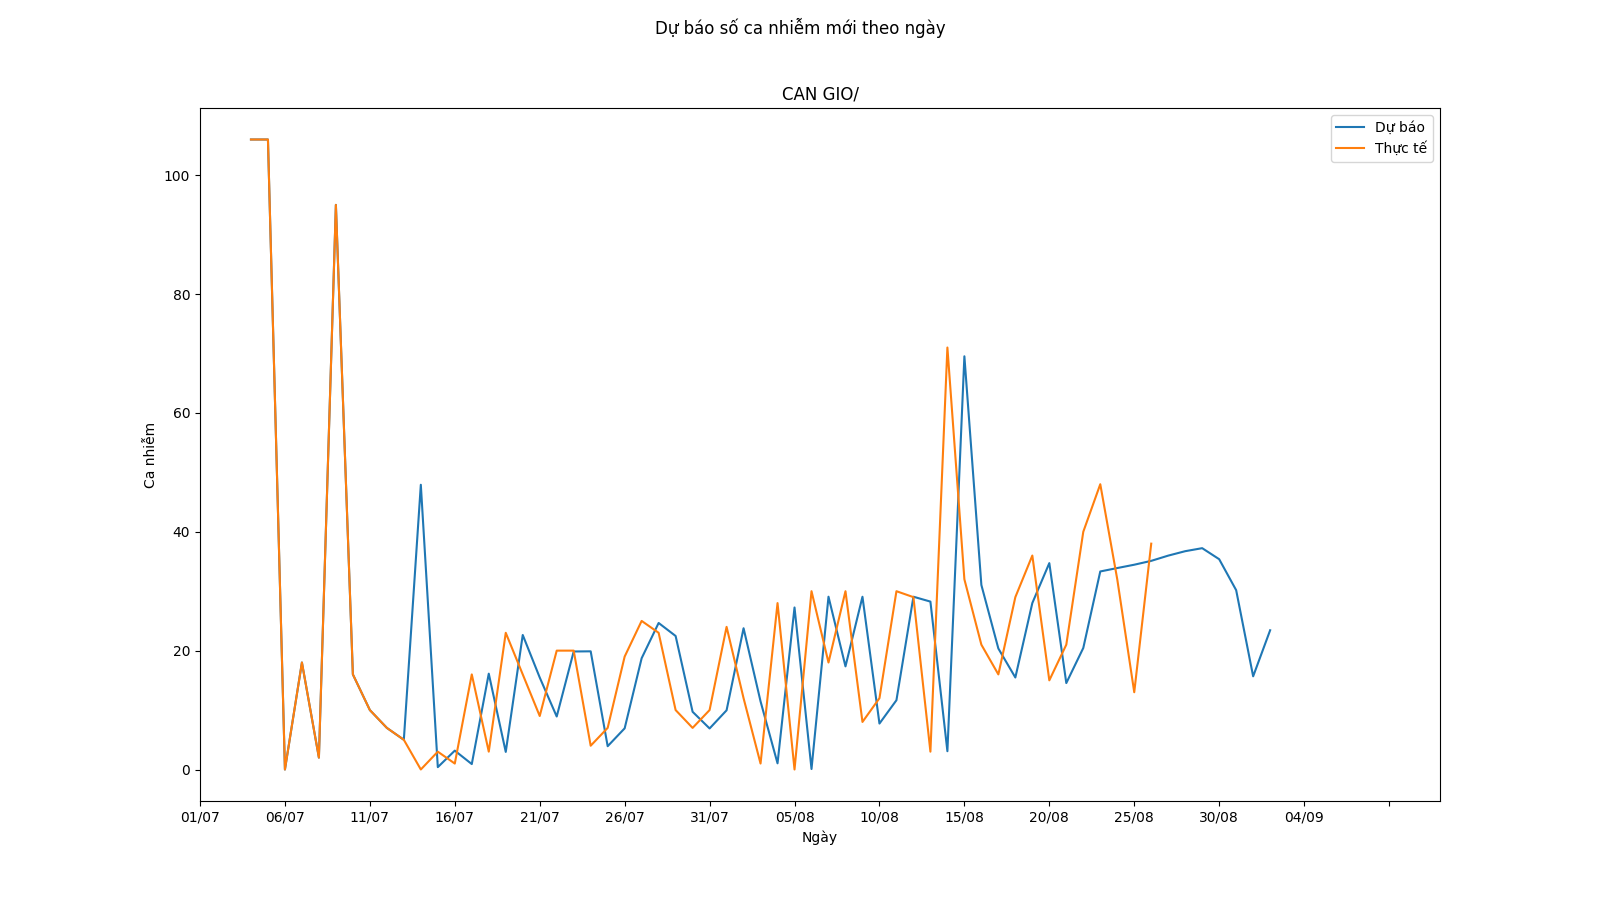 Dự báo số ca nhiễm mới theo ngày
CAN GIO/
Dự báo
Thực tế
100
80
60
40
20
0
Ca nhiễm
01/07 06/07 11/07 16/07 21/07 26/07 31/07 05/08 10/08 15/08 20/08 25/08 30/08 04/09
Ngày